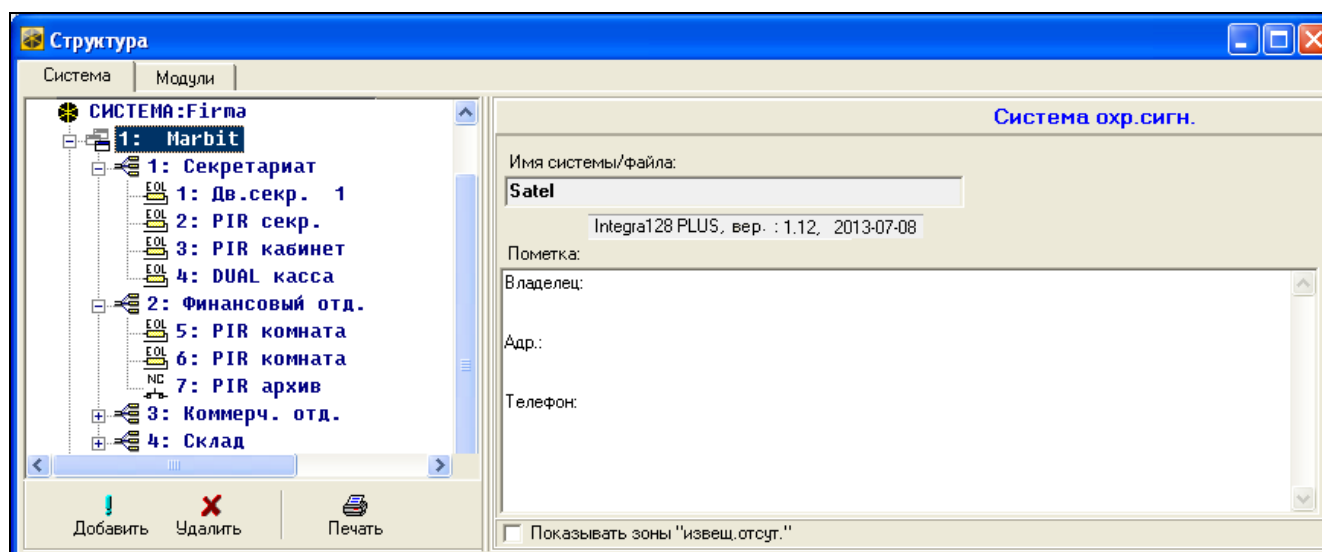 Структура
Система Модули
СИСТЕМА:Firma
1: Marbit
1: Секретариат
EOL 1: Дв.секр. 1
EOL 2: PIR секр.
EOL 3: PIR кабинет
EOL 4: DUAL касса
2: Финансовый отд.
EOL 5: PIR комната
EOL 6: PIR комната
NC 7: PIR архив
3: Коммерч. отд.
4: Склад
Добавить Удалить Печать
Система охр.сигн.
Имя системы/файла:
Satel
Integra128 PLUS, вер. : 1.12, 2013-07-08
Пометка:
Владелец:
Адр.:
Телефон:
Показывать зоны "извещ.отсут."